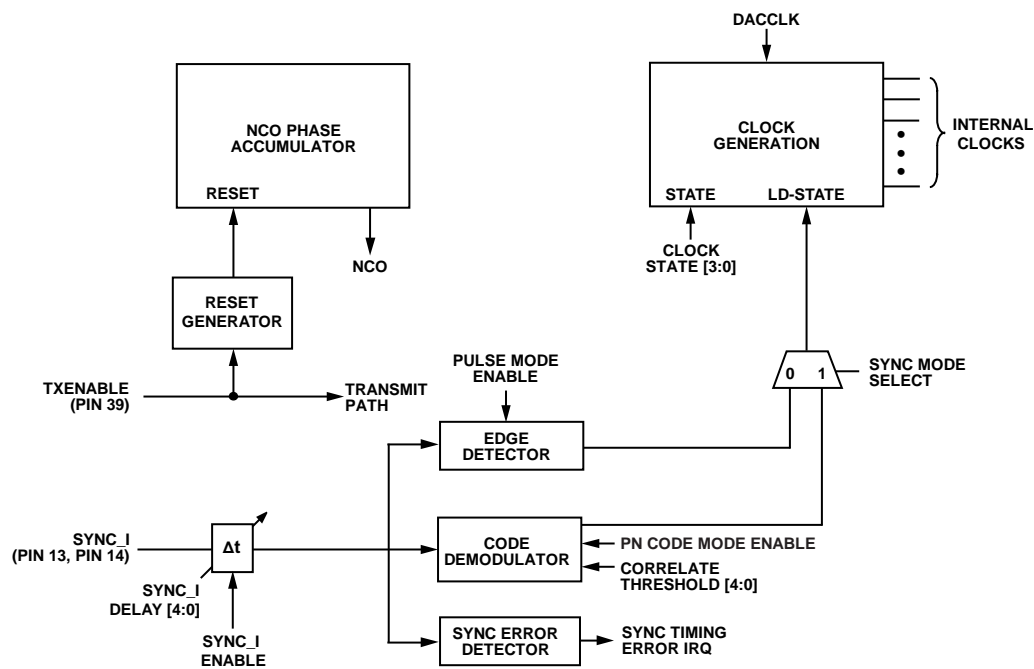 DACCLK
NCO PHASE
ACCUMULATOR
RESET
CLOCK
GENERATION
STATE
LD-STATE
INTERNAL
CLOCKS
NCO
CLOCK
STATE [3:0]
RESET
GENERATOR
TXENABLE
(PIN 39)
TRANSMIT
PATH
PULSE MODE
ENABLE
0 1
SYNC MODE
SELECT
EDGE
DETECTOR
SYNC_I
(PIN 13, PIN 14)
Δt
SYNC_I
DELAY [4:0]
SYNC_I
ENABLE
CODE
DEMODULATOR
PN CODE MODE ENABLE
CORRELATE
THRESHOLD [4:0]
SYNC ERROR
DETECTOR
SYNC TIMING
ERROR IRQ